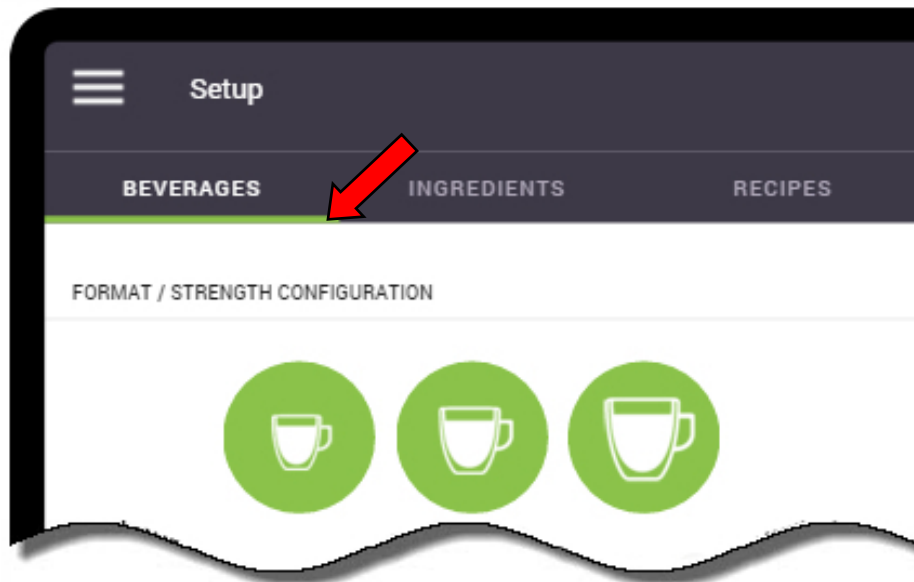 Setup
BEVERAGES INGREDIENTS RECIPES
FORMAT / STRENGTH CONFIGURATION